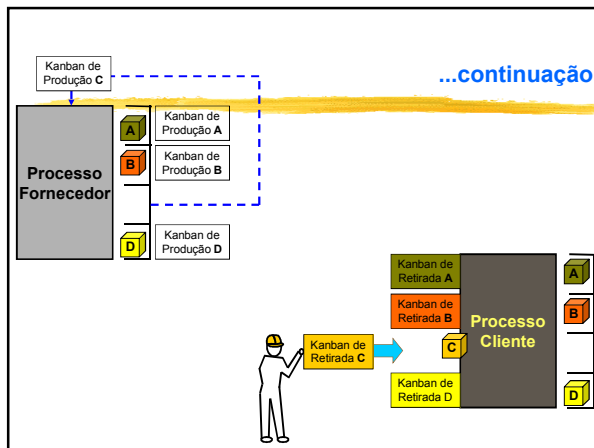 Kanban de
Produção C
...continuação
Kanban de
Produção A
A
Kanban de
Produção B
B
Processo
Fornecedor
Kanban de
Produção D
D
Kanban de
Retirada A
A
Kanban de
Retirada B
B
Processo
Cliente
Kanban de
Retirada C
C
Kanban de
Retirada D
D